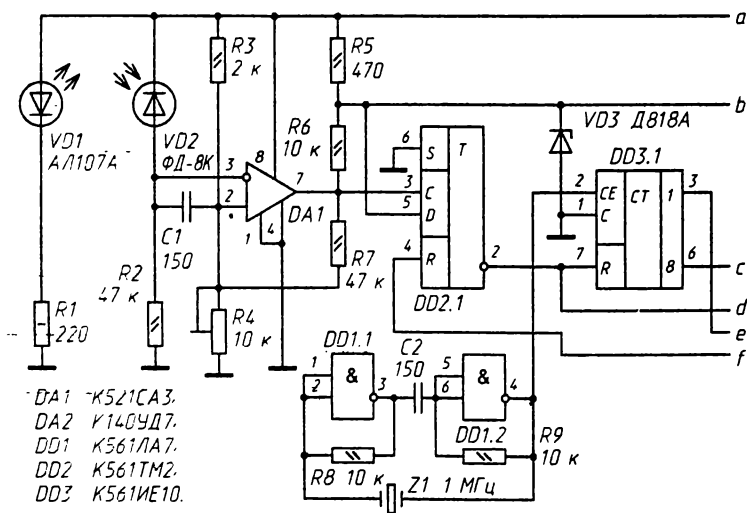 a
R3
2 к
R5
470
b
VD1
АЛ107А
VD2
ФД-8К
R6
10 к
VD3 Д818А
3
8
7
2
DA1
1
4
C1
150
R2
47 к
R1
220
R4
10 к
R7
47 к
6
S
T
3
C
5
D
4
R
2
DD2.1
DD3.1
2
CE
CT
1
3
1
C
7
R
8
6
c
d
e
f
DD1.1
1
2
&
3
C2
150
5
6
&
4
DD1.2
R8 10 к
R9
10 к
Z1 1 МГц
DA1 К521СА3,
DA2 К140УД7,
DD1 К561ЛА7,
DD2 К561ТМ2,
DD3 К561ИЕ10.